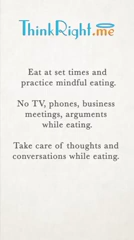 ThinkRight.me
Eat at set times and
practice mindful eating.
No TV, phones, business
meetings, arguments
while eating.
Take care of thoughts and
conversations while eating.